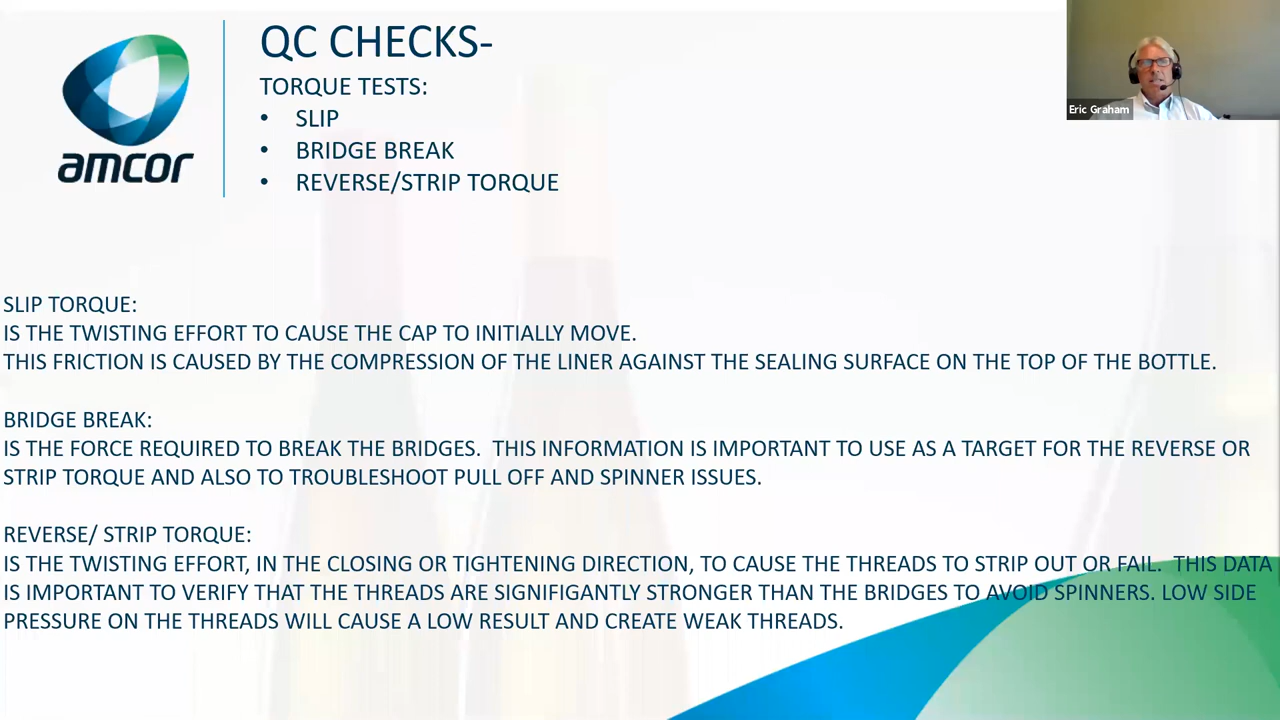 amcor
QC CHECKS-
TORQUE TESTS:
• SLIP
• BRIDGE BREAK
• REVERSE/STRIP TORQUE
Eric Graham
SLIP TORQUE:
IS THE TWISTING EFFORT TO CAUSE THE CAP TO INITIALLY MOVE.
THIS FRICTION IS CAUSED BY THE COMPRESSION OF THE LINER AGAINST THE SEALING SURFACE ON THE TOP OF THE BOTTLE.
BRIDGE BREAK:
IS THE FORCE REQUIRED TO BREAK THE BRIDGES.  THIS INFORMATION IS IMPORTANT TO USE AS A TARGET FOR THE REVERSE OR
STRIP TORQUE AND ALSO TO TROUBLESHOOT PULL OFF AND SPINNER ISSUES.
REVERSE/ STRIP TORQUE:
IS THE TWISTING EFFORT, IN THE CLOSING OR TIGHTENING DIRECTION, TO CAUSE THE THREADS TO STRIP OUT OR FAIL.  THIS DATA
IS IMPORTANT TO VERIFY THAT THE THREADS ARE SIGNIFIGANTLY STRONGER THAN THE BRIDGES TO AVOID SPINNERS. LOW SIDE
PRESSURE ON THE THREADS WILL CAUSE A LOW RESULT AND CREATE WEAK THREADS.